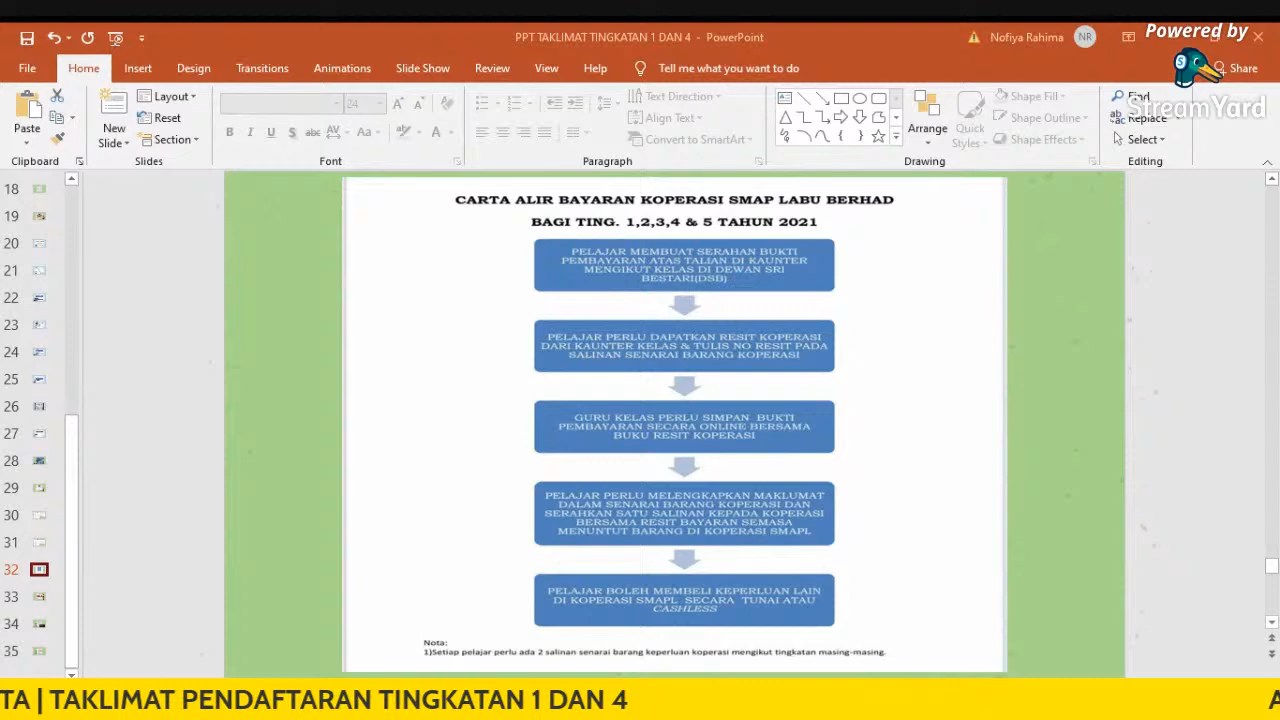 Powered by
StreamYard
PPT TAKLIMAT TINGKATAN 1 DAN 4 - PowerPoint
Nofiya Rahima
NR
File Home Insert Design Transitions Animations Slide Show Review View Help Tell me what you want to do
Share
Paste
Clipboard
New
Slide
Layout
Reset
Section
Slides
24
B I U S abc AV Aa A
Font
Text Direction
Align Text
Convert to SmartArt
Paragraph
Arrange
Quick
Styles
Shape Fill
Shape Outline
Shape Effects
Drawing
Find
Replace
Select
Editing
18
19
20
21
22
23
24
25
26
27
28
29
30
31
32
33
34
35
CARTA ALIR BAYARAN KOPERASI SMAP LABU BERHAD
BAGI TING. 1,2,3,4 & 5 TAHUN 2021
PELAJAR MEMBUAT SERAHAN BUKTI
PEMBAYARAN ATAS TALIAN DI KAUNTER
MENGIKUT KELAS DI DEWAN SRI
BESTARI(DSB)
PELAJAR PERLU DAPATKAN RESIT KOPERASI
DARI KAUNTER KELAS & TULIS NO RESIT PADA
SALINAN SENARAI BARANG KOPERASI
GURU KELAS PERLU SIMPAN BUKTI
PEMBAYARAN SECARA ONLINE BERSAMA
BUKU RESIT KOPERASI
PELAJAR PERLU MELENGKAPKAN MAKLUMAT
DALAM SENARAI BARANG KOPERASI DAN
SERAHKAN SATU SALINAN KEPADA KOPERASI
BERSAMA RESIT BAYARAN SEMASA
MENUNTUT BARANG DI KOPERASI SMAPL
PELAJAR BOLEH MEMBELI KEPERLUAN LAIN
DI KOPERASI SMAPL SECARA TUNAI ATAU
CASHLESS
Nota:
1)Setiap pelajar perlu ada 2 salinan senarai barang keperluan koperasi mengikut tingkatan masing-masing.
TA | TAKLIMAT PENDAFTARAN TINGKATAN 1 DAN 4